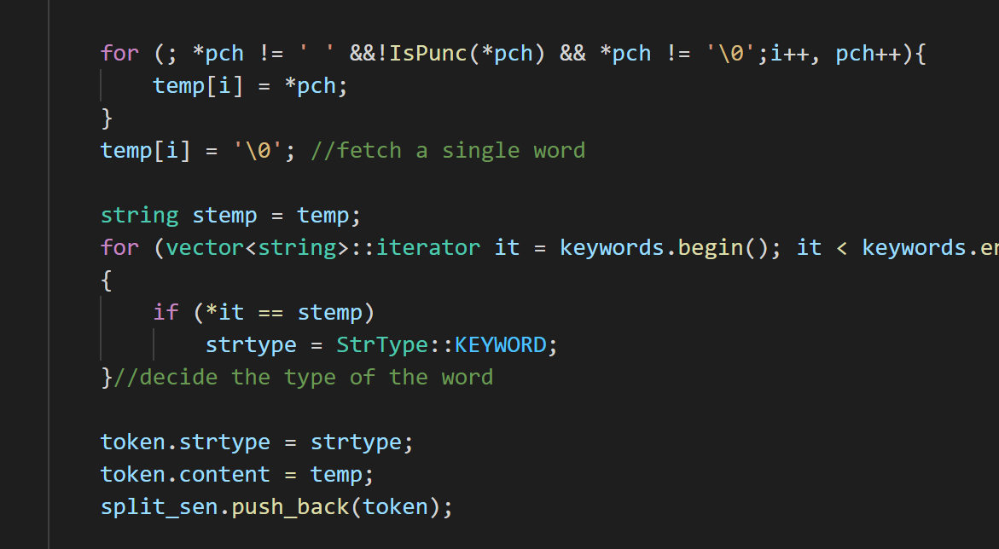 for (; *pch != ' ' &&!IsPunc(*pch) && *pch != '\0';i++, pch++){
temp[i] = *pch;
}
temp[i] = '\0'; //fetch a single word
string stemp = temp;
for (vector<string>::iterator it = keywords.begin(); it < keywords.
{
if (*it == stemp)
strtype = StrType::KEYWORD;
}//decide the type of the word
token.strtype = strtype;
token.content = temp;
split_sen.push_back(token);